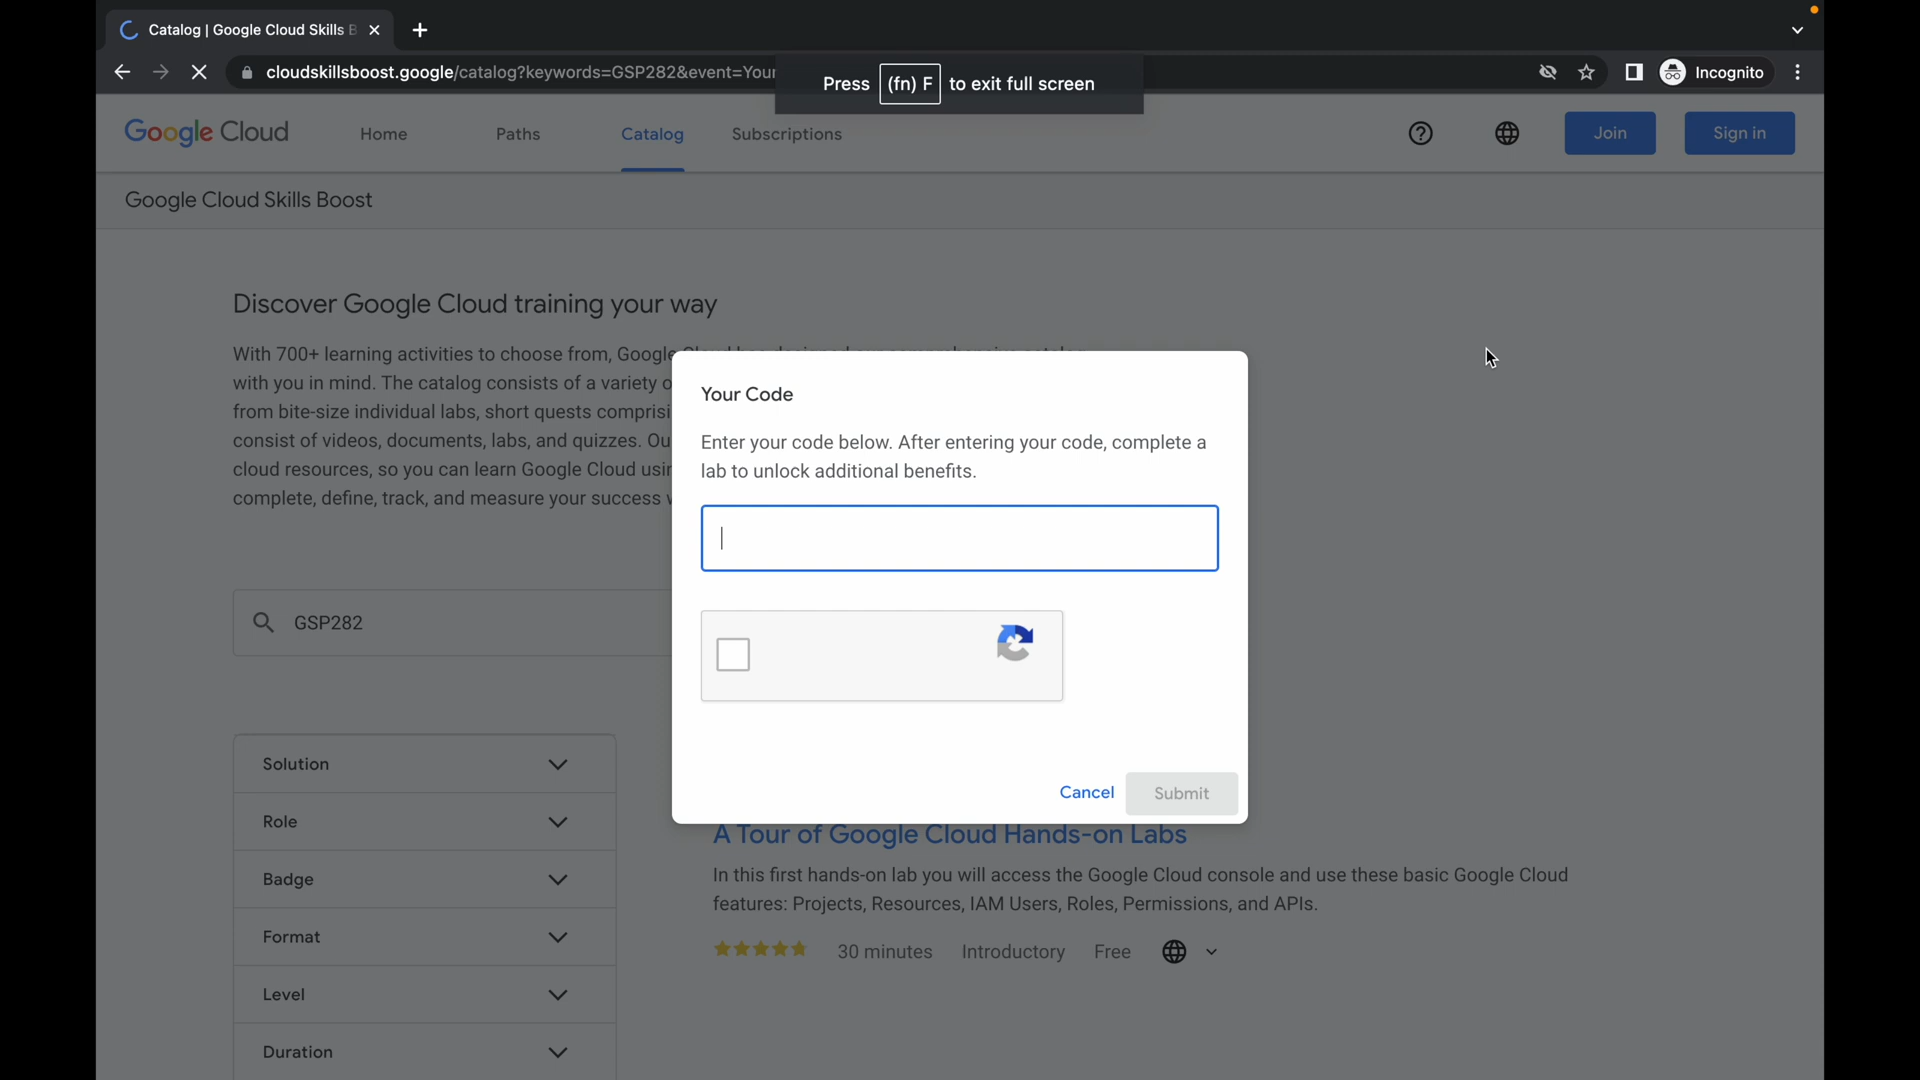 Catalog | Google Cloud Skills B
cloudskillsboost.google/catalog?keywords=GSP282&event=Your
Press (fn) F to exit full screen
Incognito
Google Cloud
Home
Paths
Catalog
Subscriptions
Join
Sign in
Google Cloud Skills Boost
Discover Google Cloud training your way
With 700+ learning activities to choose from, Google
with you in mind. The catalog consists of a variety o
from bite-size individual labs, short quests comprisi
consist of videos, documents, labs, and quizzes. Ou
cloud resources, so you can learn Google Cloud usin
complete, define, track, and measure your success
Your Code
Enter your code below. After entering your code, complete a
lab to unlock additional benefits.
GSP282
Cancel
Submit
Solution
Role
Badge
Format
Level
Duration
A Tour of Google Cloud Hands-on Labs
In this first hands-on lab you will access the Google Cloud console and use these basic Google Cloud
features: Projects, Resources, IAM Users, Roles, Permissions, and APIs.
30 minutes
Introductory
Free